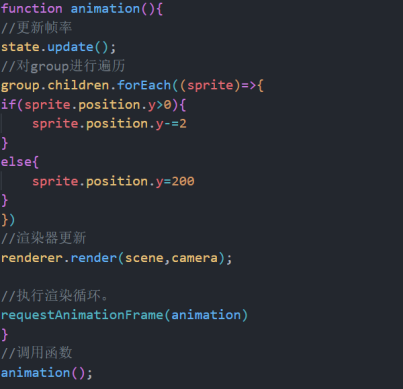 function animation(){
//更新帧率
state.update();
//对group进行遍历
group.children.forEach((sprite)=>{
if(sprite.position.y>0){
    sprite.position.y-=2
}
else{
    sprite.position.y=200
}
})
//渲染器更新
renderer.render(scene,camera);

//执行渲染循环。
requestAnimationFrame(animation)
}
//调用函数
animation();